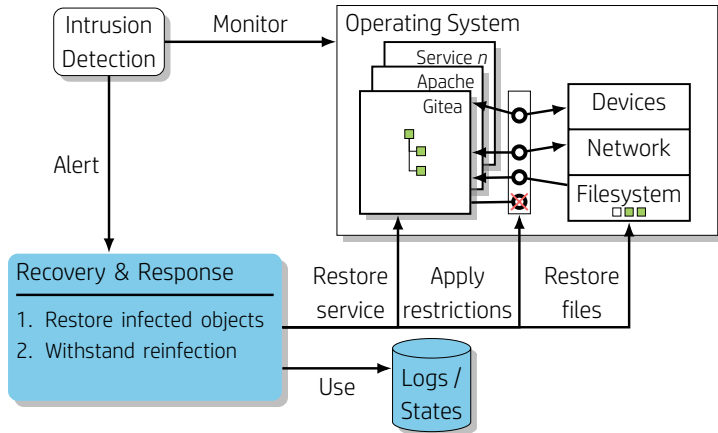 Intrusion
Detection
Monitor
Operating System
Service n
Apache
Gitea
Devices
Network
Filesystem
Alert
Recovery & Response
1. Restore infected objects
2. Withstand reinfection
Restore
service
Apply
restrictions
Restore
files
Use
Logs /
States